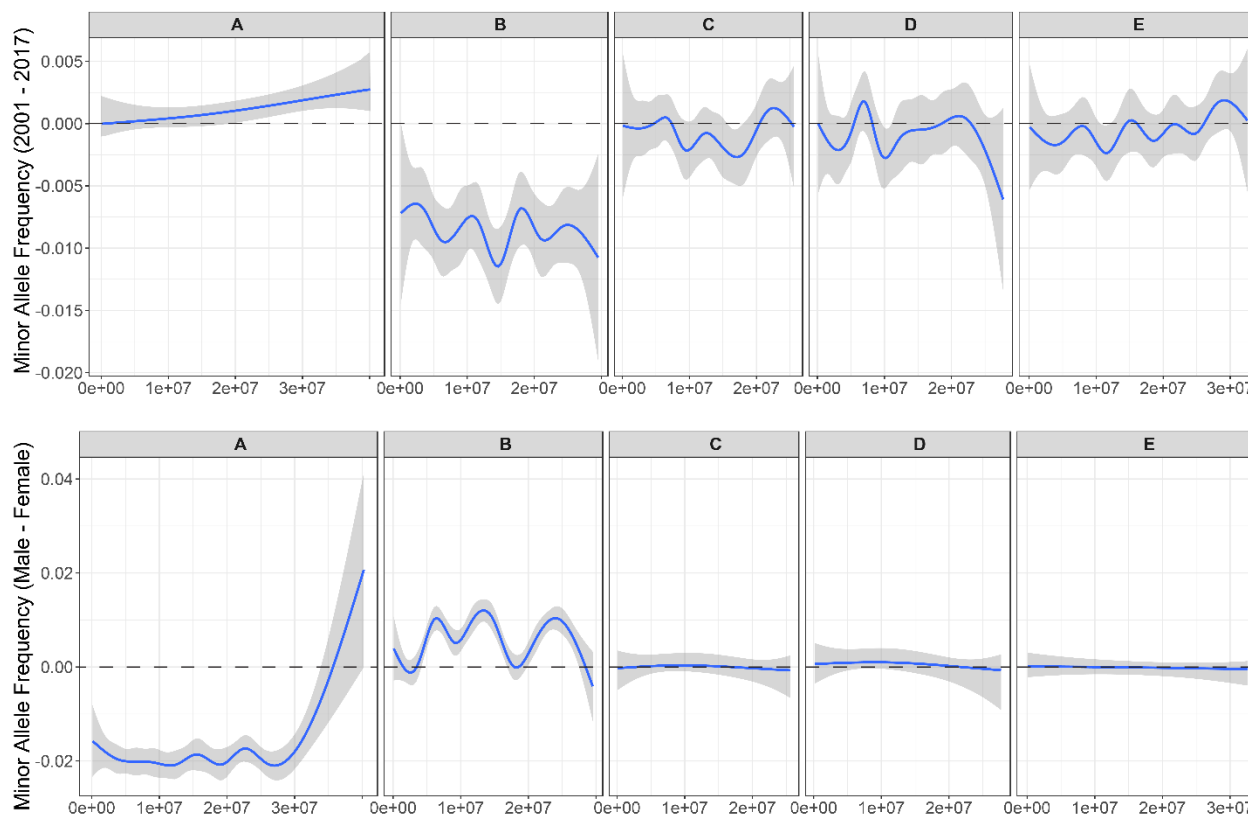 A B C D E
Minor Allele Frequency (2001 - 2017)
0.005
0.000
-0.005
-0.010
-0.015
-0.020
0e+00 1e+07 2e+07 3e+07 0e+00 1e+07 2e+07 0e+00 1e+07 2e+07 0e+00 1e+07 2e+07 0e+00 1e+07 2e+07 3e+07
A B C D E
Minor Allele Frequency (Male - Female)
0.04
0.02
0.00
-0.02
0e+00 1e+07 2e+07 3e+07 0e+00 1e+07 2e+07 0e+00 1e+07 2e+07 0e+00 1e+07 2e+07 0e+00 1e+07 2e+07 3e+07